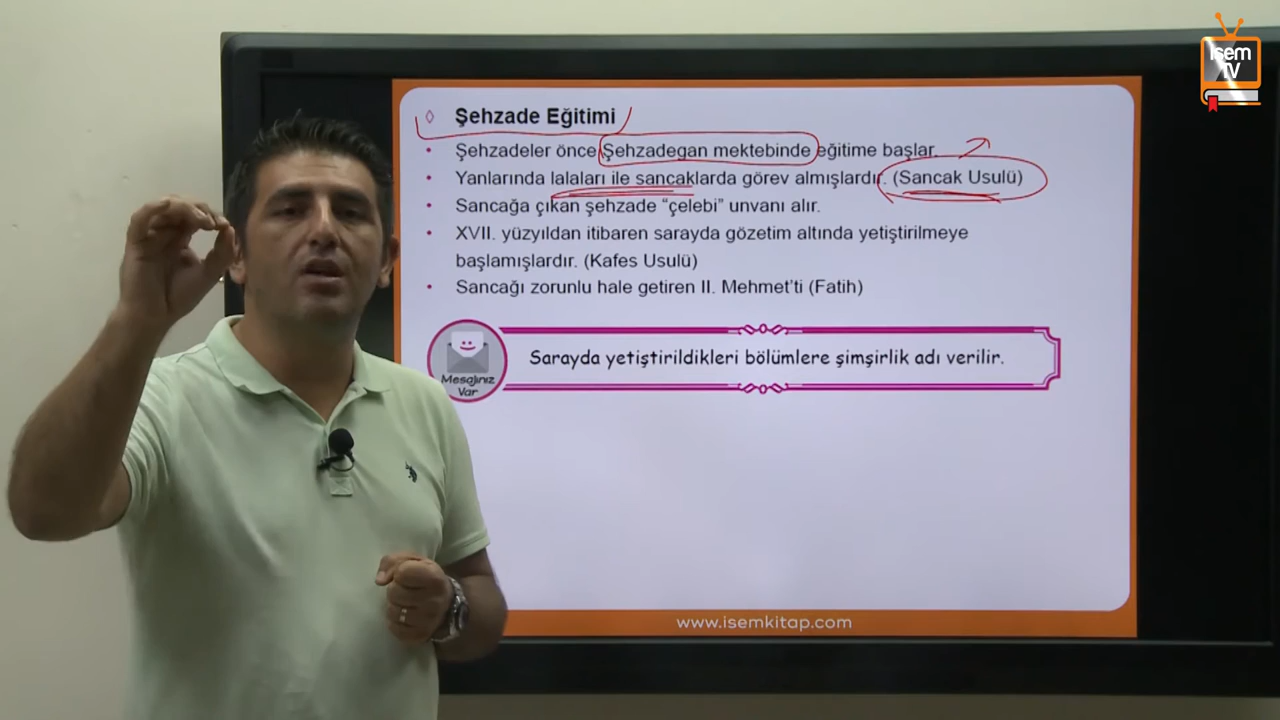 isem
TV
Şehzade Eğitimi
Şehzadeler önce Şehzadegan mektebinde eğitime başlar.
Yanlarında lalaları ile sancaklarda görev almışlardır. (Sancak Usulü)
Sancağa çıkan şehzade “çelebi” unvanı alır.
XVII. yüzyıldan itibaren sarayda gözetim altında yetiştirilmeye
başlamışlardır. (Kafes Usulü)
Sancağı zorunlu hale getiren II. Mehmet’ti (Fatih)
Mesajınız
Var
Sarayda yetiştirildikleri bölümlere şimşirlik adı verilir.
www.isemkitap.com